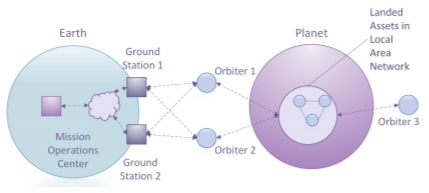 Earth
Ground
Station 1
Orbiter 1
Planet
Landed
Assets in
Local
Area
Network
Mission
Operations
Center
Ground
Station 2
Orbiter 2
Orbiter 3